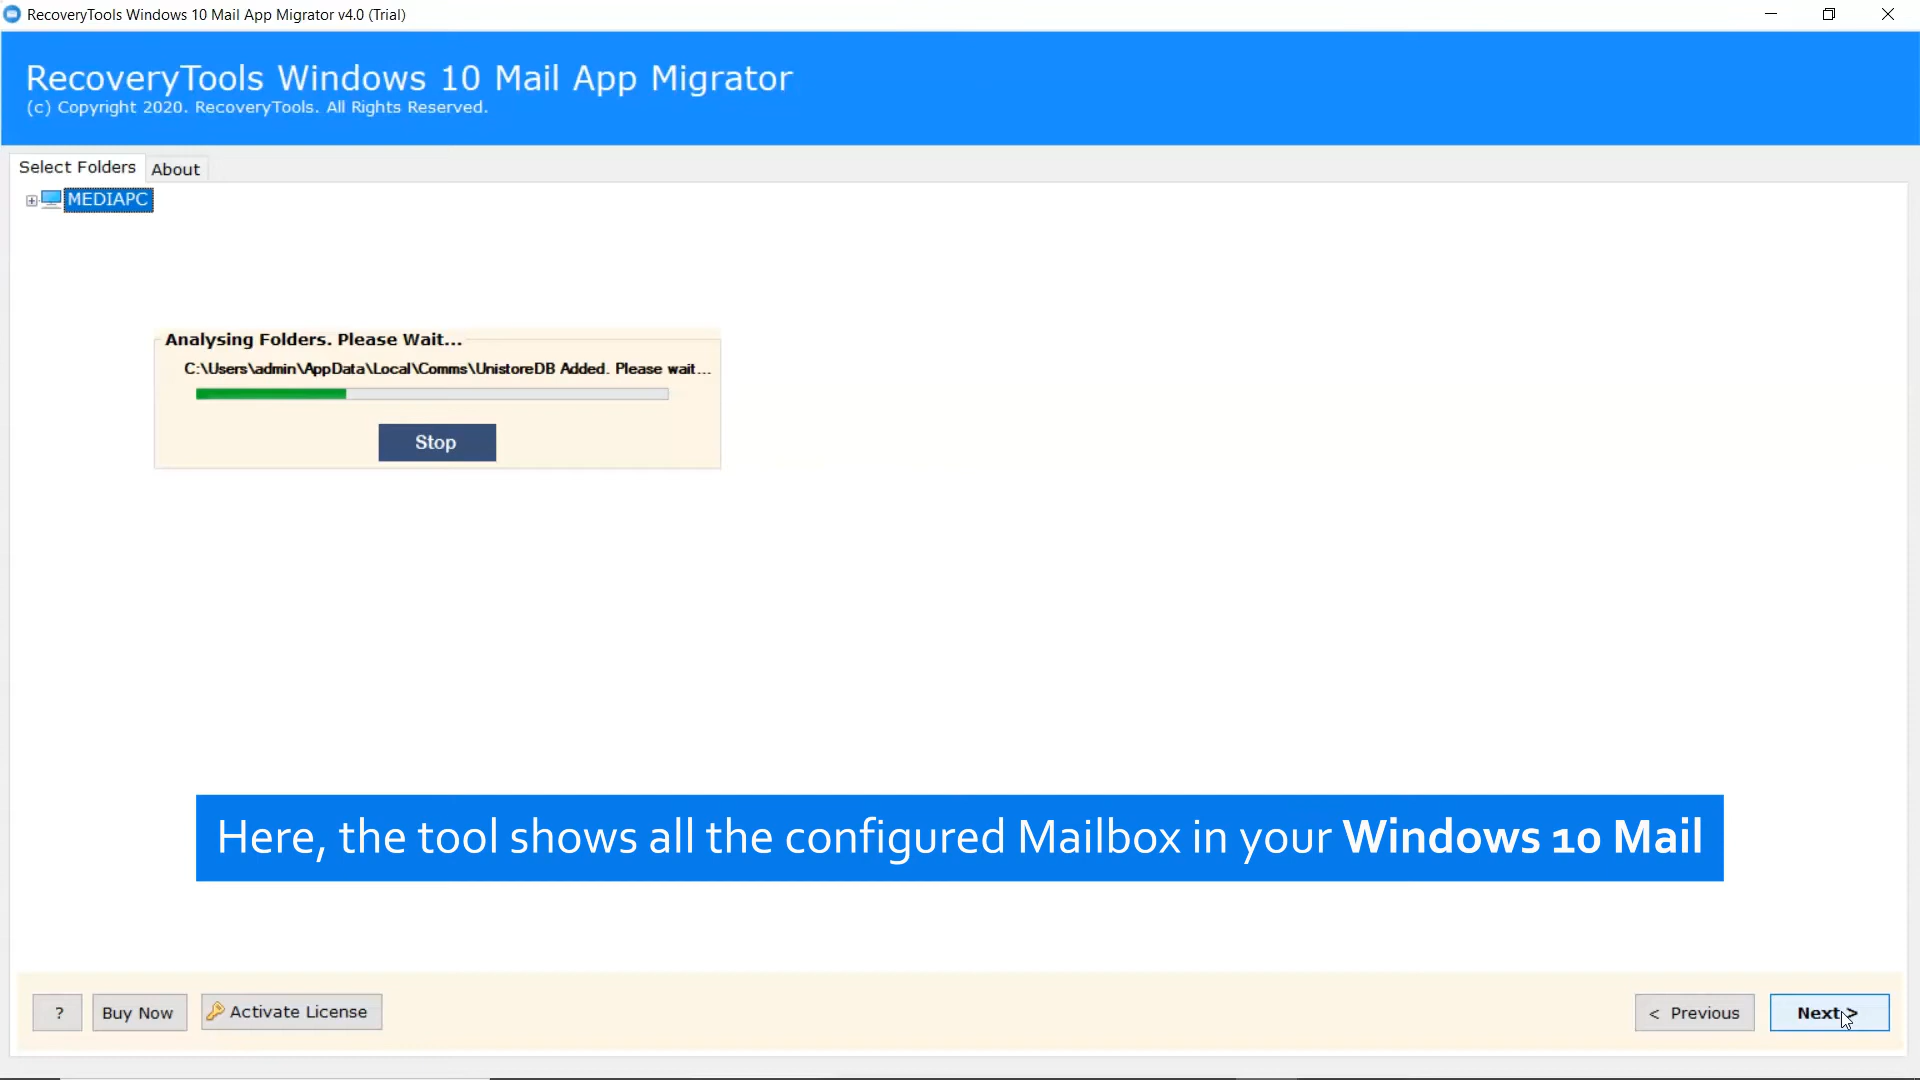 RecoveryTools Windows 10 Mail App Migrator v4.0 (Trial)
RecoveryTools Windows 10 Mail App Migrator
(c) Copyright 2020. RecoveryTools. All Rights Reserved.
Select Folders About
MEDIAPC
Analysing Folders. Please Wait...
C:\Users\admin\AppData\Local\Comms\UnistoreDB Added. Please wait...
Stop
Here, the tool shows all the configured Mailbox in your Windows 10 Mail
? Buy Now Activate License < Previous Next >